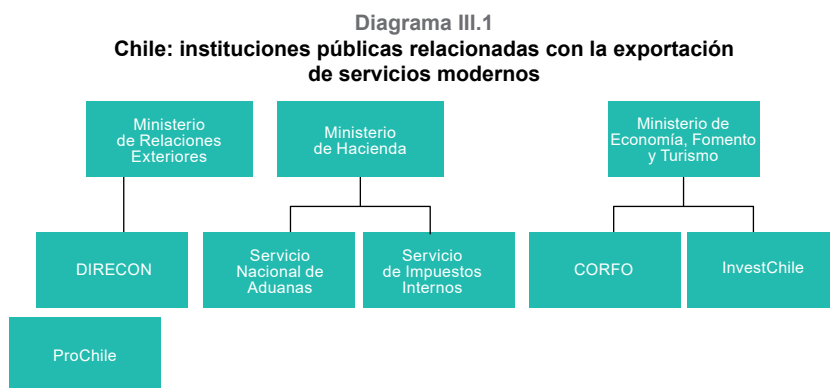 Diagrama III.1
Chile: instituciones públicas relacionadas con la exportación
de servicios modernos
Ministerio
de Relaciones
Exteriores
Ministerio
de Hacienda
Ministerio de
Economía, Fomento
y Turismo
DIRECON
Servicio
Nacional de
Aduanas
Servicio
de Impuestos
Internos
CORFO
InvestChile
ProChile